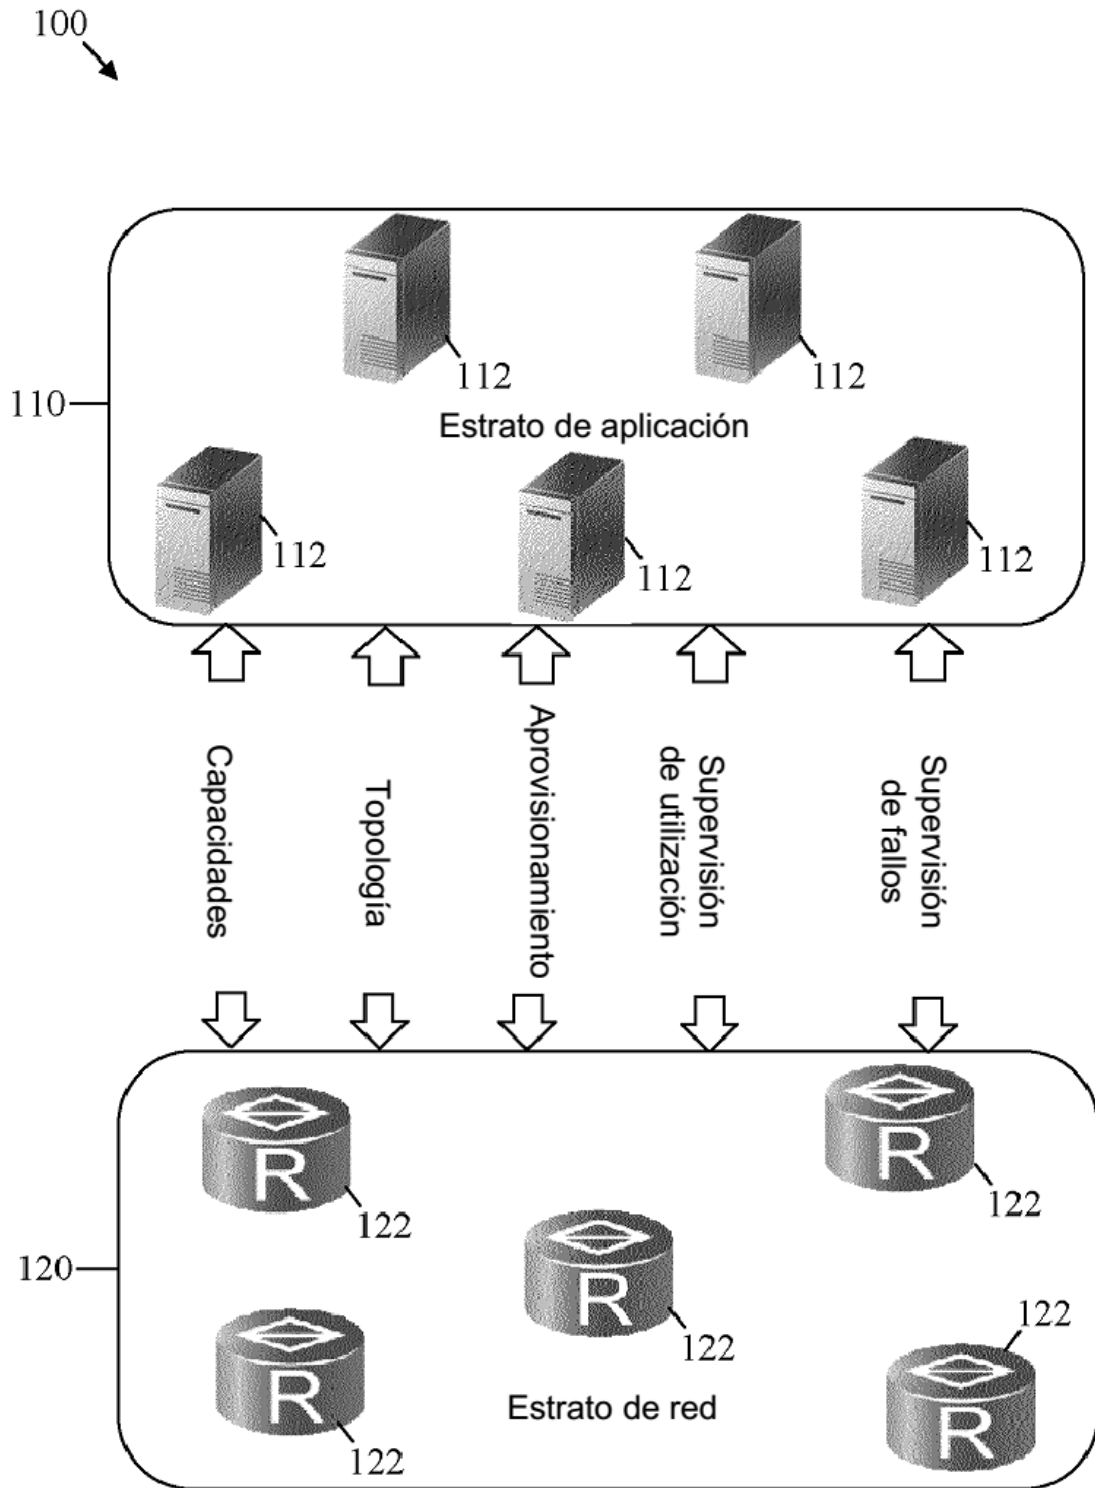 100
112
112
110
Estrato de aplicación
112
112
112
Capacidades
Topología
Aprovisionamiento
Supervisión
de utilización
Supervisión
de fallos
R
122
R
122
120
R
122
R
122
Estrato de red
122
R